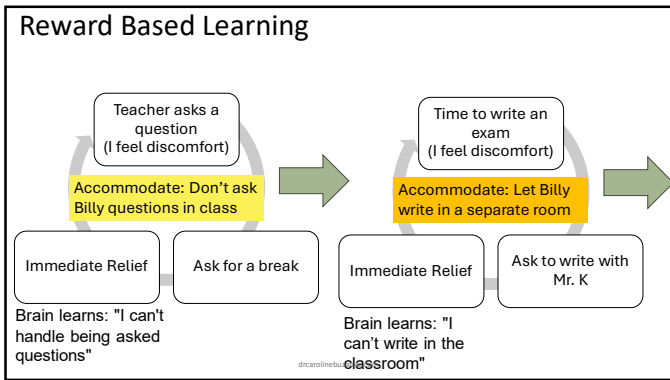 Reward Based Learning
Teacher asks a
question
(I feel discomfort)
Accommodate: Don't ask
Billy questions in class
Immediate Relief
Ask for a break
Brain learns: "I can't
handle being asked
questions"
Time to write an
exam
(I feel discomfort)
Accommodate: Let Billy
write in a separate room
Immediate Relief
Ask to write with
Mr. K
Brain learns: "I
can't write in the
classroom"